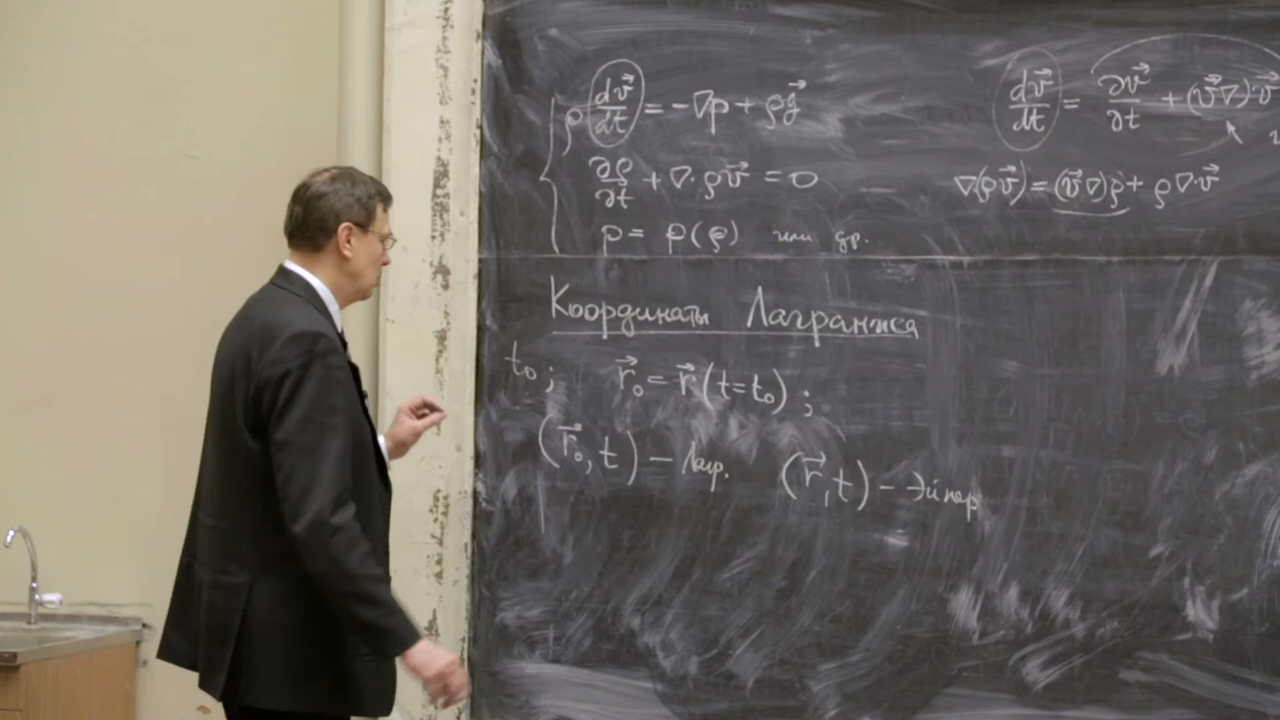 ρ dv⃗/dt = -∇p + ρg⃗
∂ρ/∂t + ∇·ρv⃗ = 0
p = p(ρ) или др.
dv⃗/dt = ∂v⃗/∂t + (v⃗∇)v⃗
∇(ρv⃗) = (v⃗∇)ρ + ρ∇·v⃗
Координаты Лагранжа
t₀; r⃗₀ = r⃗(t=t₀);
(r⃗₀, t) – Лагр. (r⃗, t) – Эйлер